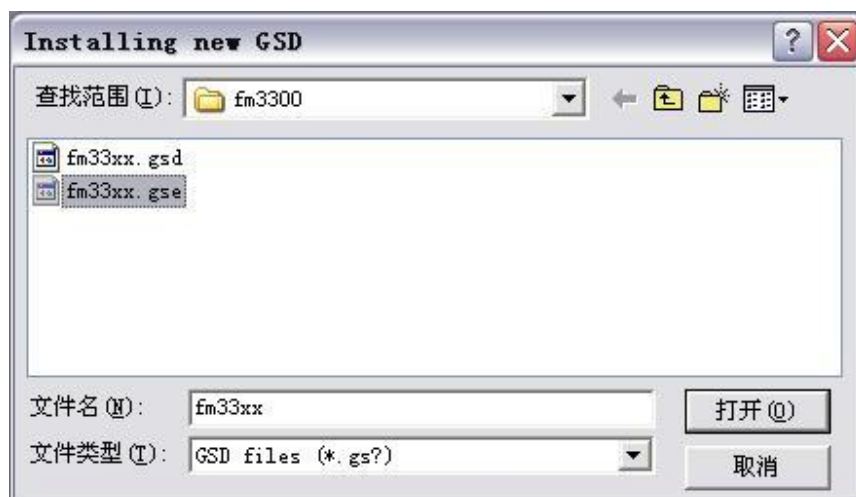 Installing new GSD
查找范围(I): fm3300
fm33xx.gsd
fm33xx.gse
文件名(N): fm33xx 打开(O)
文件类型(T): GSD files (*.gs?) 取消